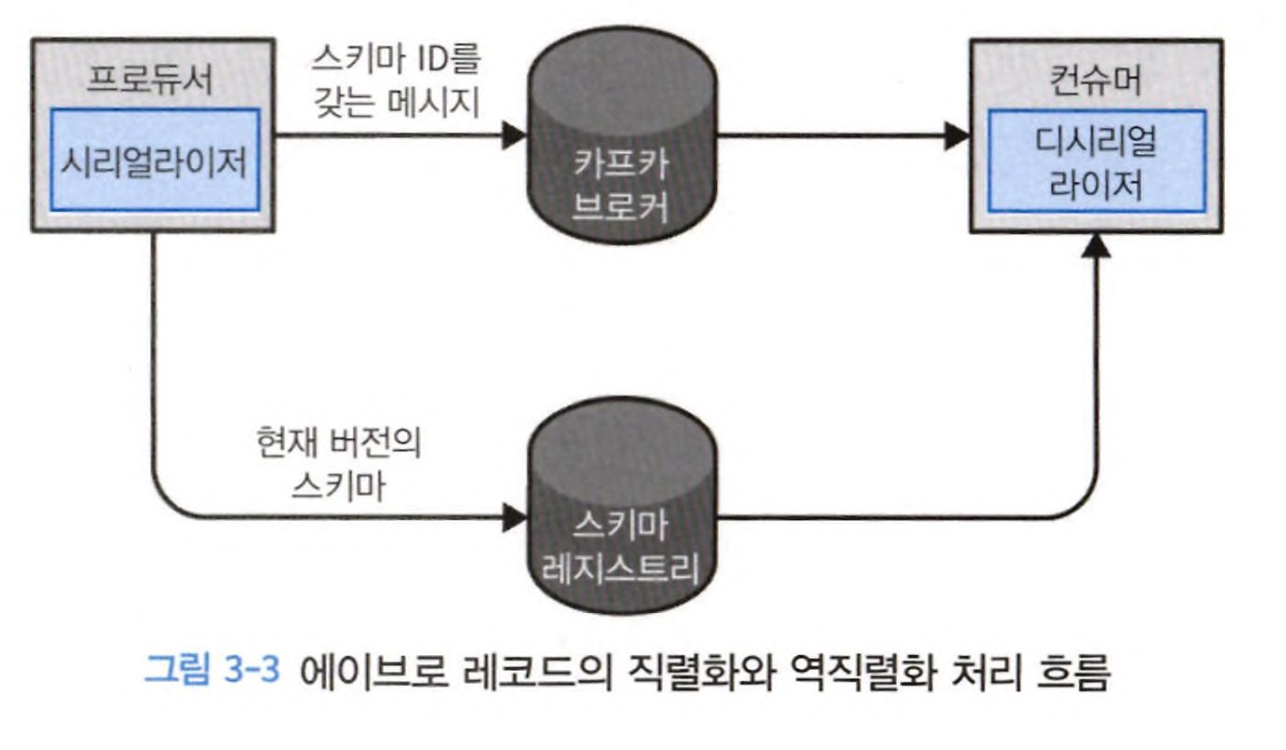 프로듀서
시리얼라이저
스키마 ID를
갖는 메시지
카프카
브로커
컨슈머
디시리얼
라이저
현재 버전의
스키마
스키마
레지스트리
그림 3-3 에이브로 레코드의 직렬화와 역직렬화 처리 흐름